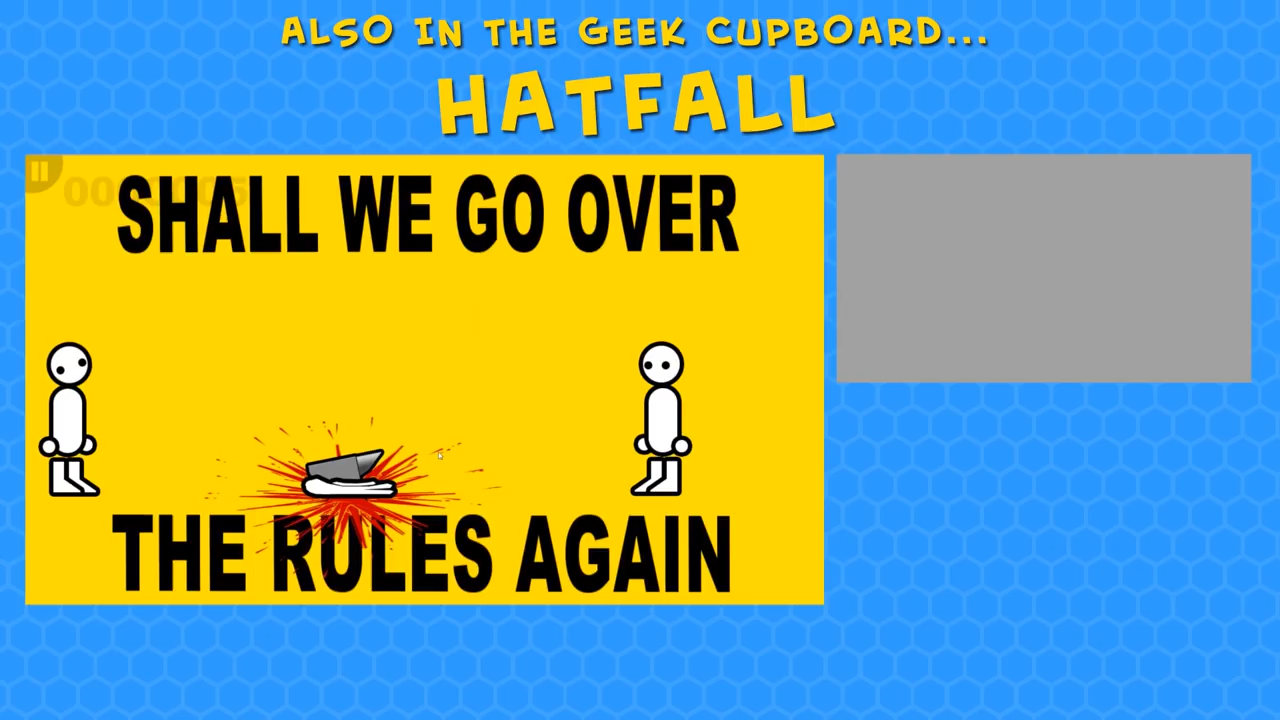 ALSO IN THE GEEK CUPBOARD...
HATFALL
SHALL WE GO OVER
THE RULES AGAIN